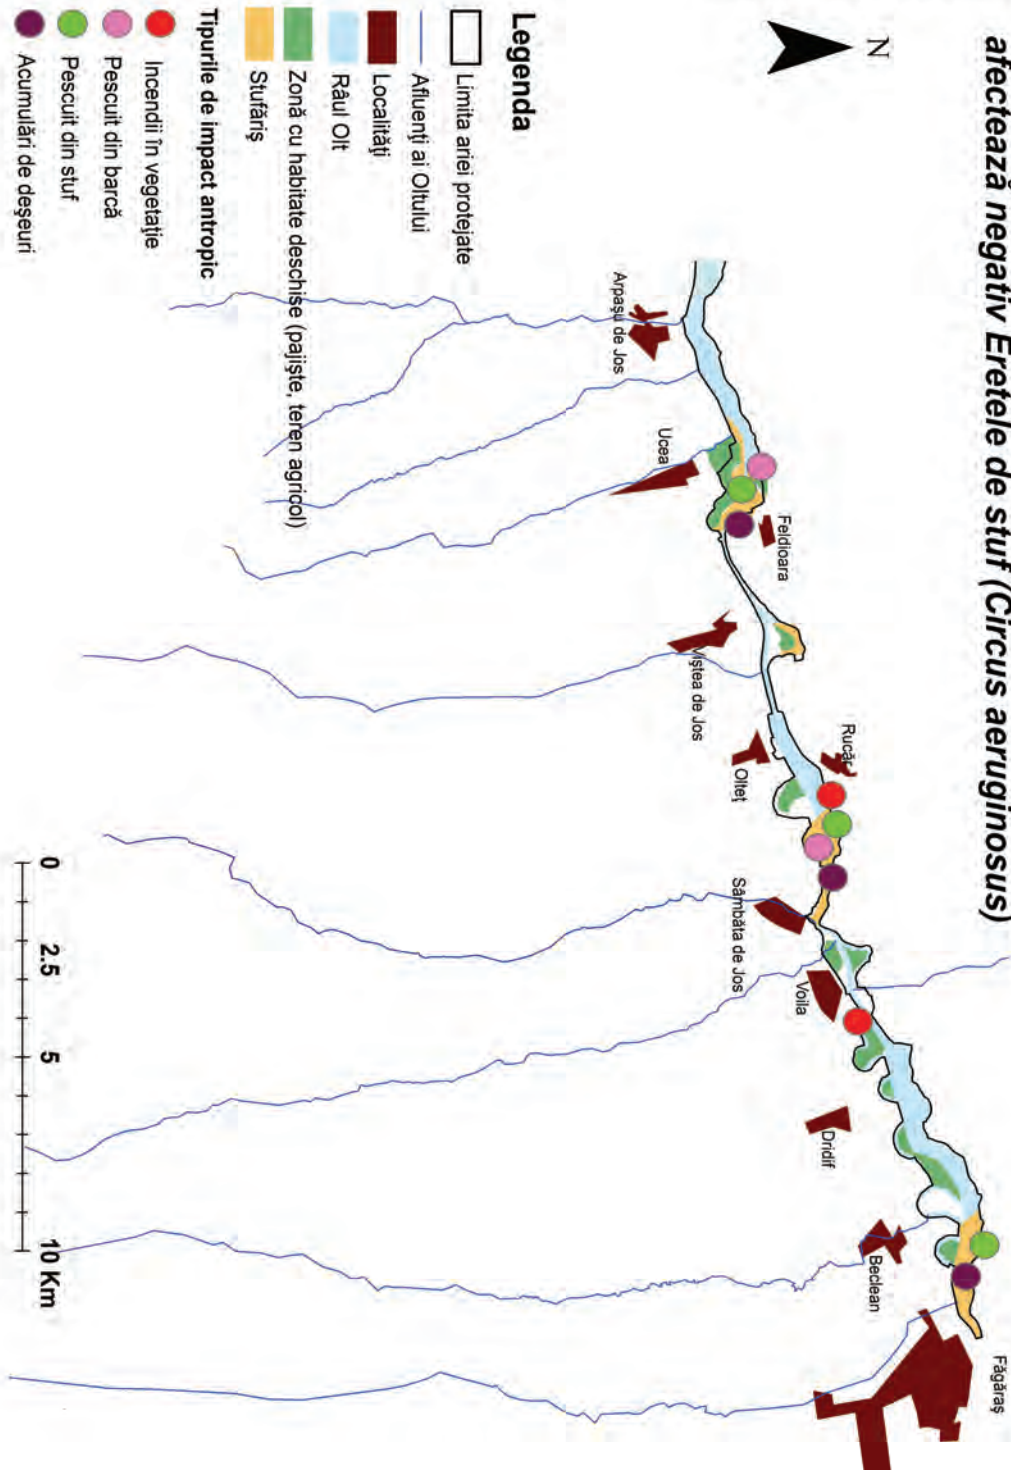 afectează negativ Eretele de stuf (Circus aeruginosus)
N
Legenda
Limita ariei protejate
Afluenți ai Oltului
Localități
Râul Olt
Zonă cu habitate deschise (pajiște, teren agricol)
Stufăriș
Tipurile de impact antropic
Incendii în vegetație
Pescuit din barcă
Pescuit din stuf
Acumulări de deșeuri
Arpașu de Jos
Ucea
Feldioara
Viștea de Jos
Olteț
Rucăr
Sâmbăta de Jos
Voila
Dridif
Beclean
Făgăraș
0 2.5 5 10 Km